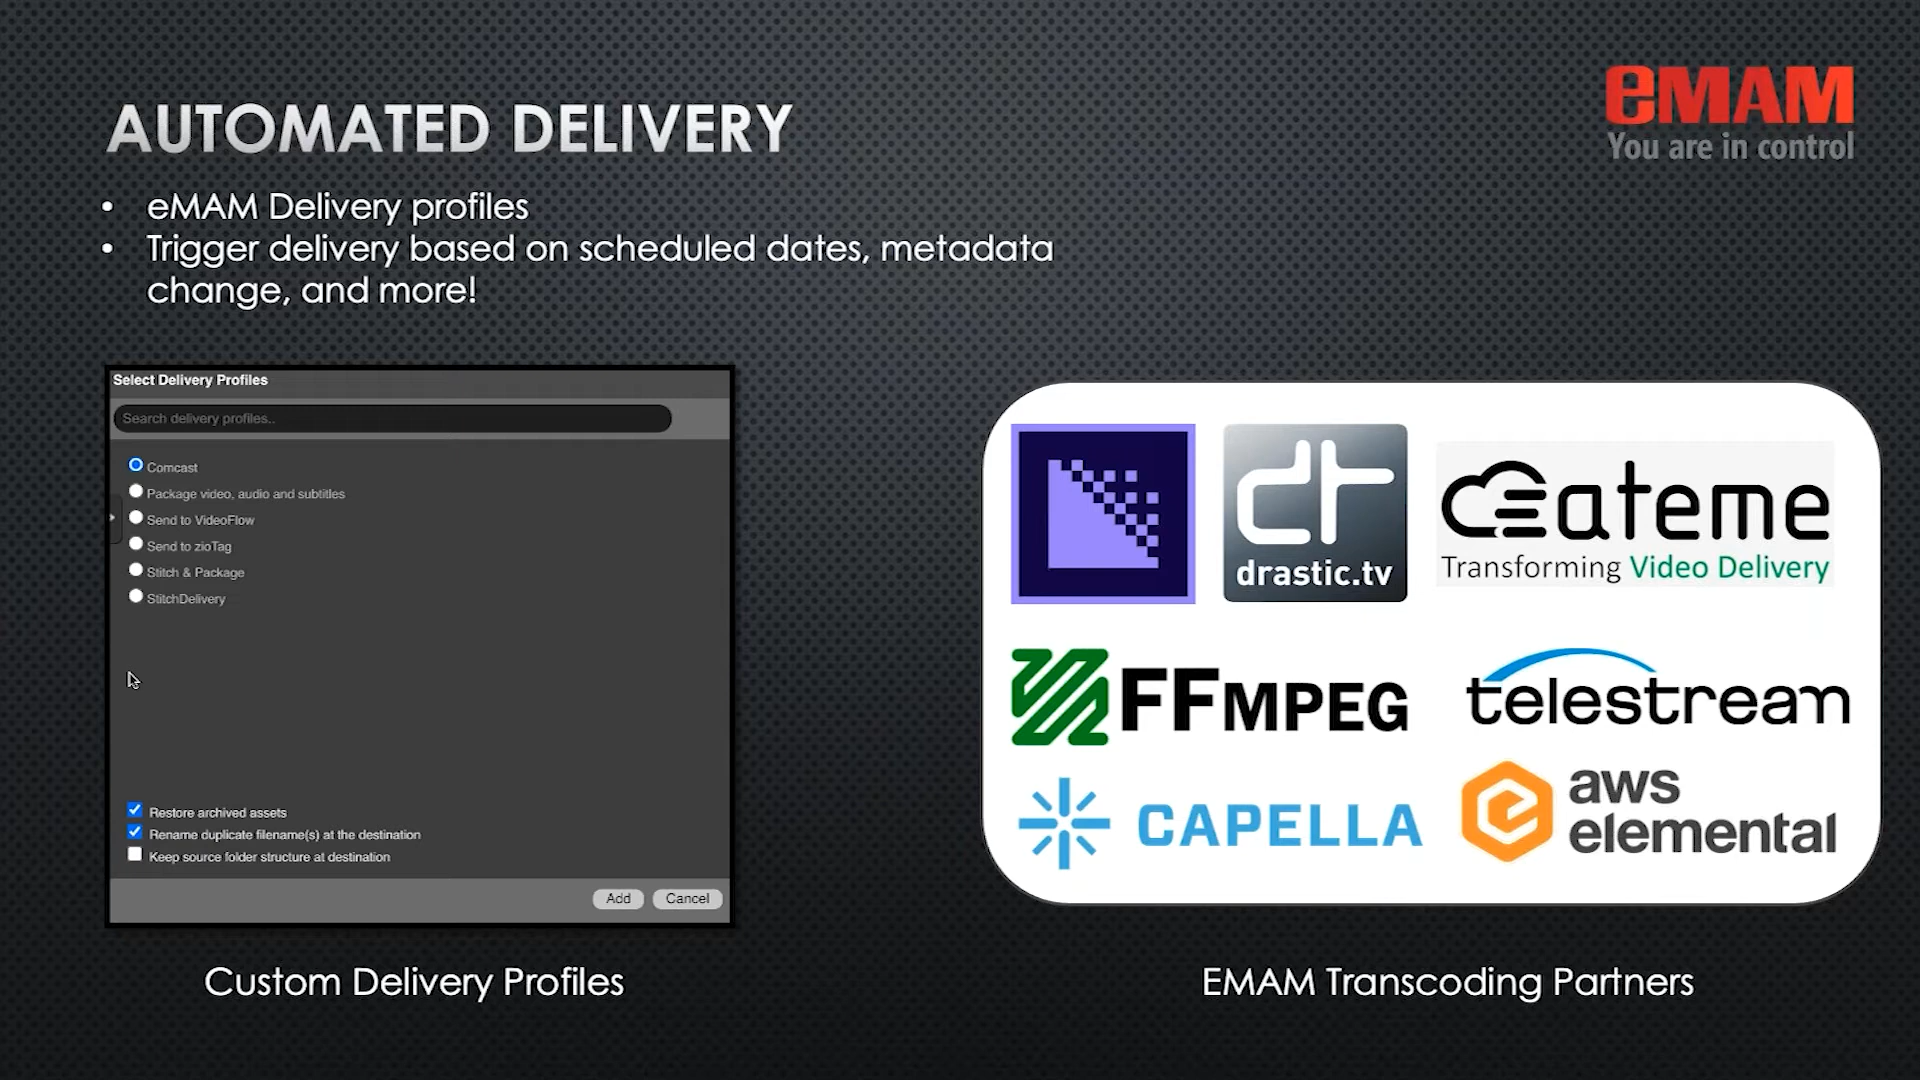 eMAM
You are in control
AUTOMATED DELIVERY
• eMAM Delivery profiles
• Trigger delivery based on scheduled dates, metadata
change, and more!
Select Delivery Profiles
Search delivery profiles..
Comcast
Package video, audio and subtitles
Send to VideoFlow
Send to zioTag
Stitch & Package
StitchDelivery
Restore archived assets
Rename duplicate filename(s) at the destination
Keep source folder structure at destination
Add
Cancel
Custom Delivery Profiles
dr
drastic.tv
ateme
Transforming Video Delivery
FFMPEG
telestream
CAPELLA
aws
elemental
EMAM Transcoding Partners